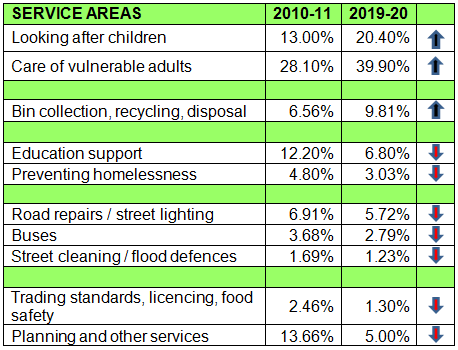 SERVICE AREAS 2010-11 2019-20
Looking after children 13.00% 20.40%
Care of vulnerable adults 28.10% 39.90%
Bin collection, recycling, disposal 6.56% 9.81%
Education support 12.20% 6.80%
Preventing homelessness 4.80% 3.03%
Road repairs / street lighting 6.91% 5.72%
Buses 3.68% 2.79%
Street cleaning / flood defences 1.69% 1.23%
Trading standards, licencing, food
safety 2.46% 1.30%
Planning and other services 13.66% 5.00%